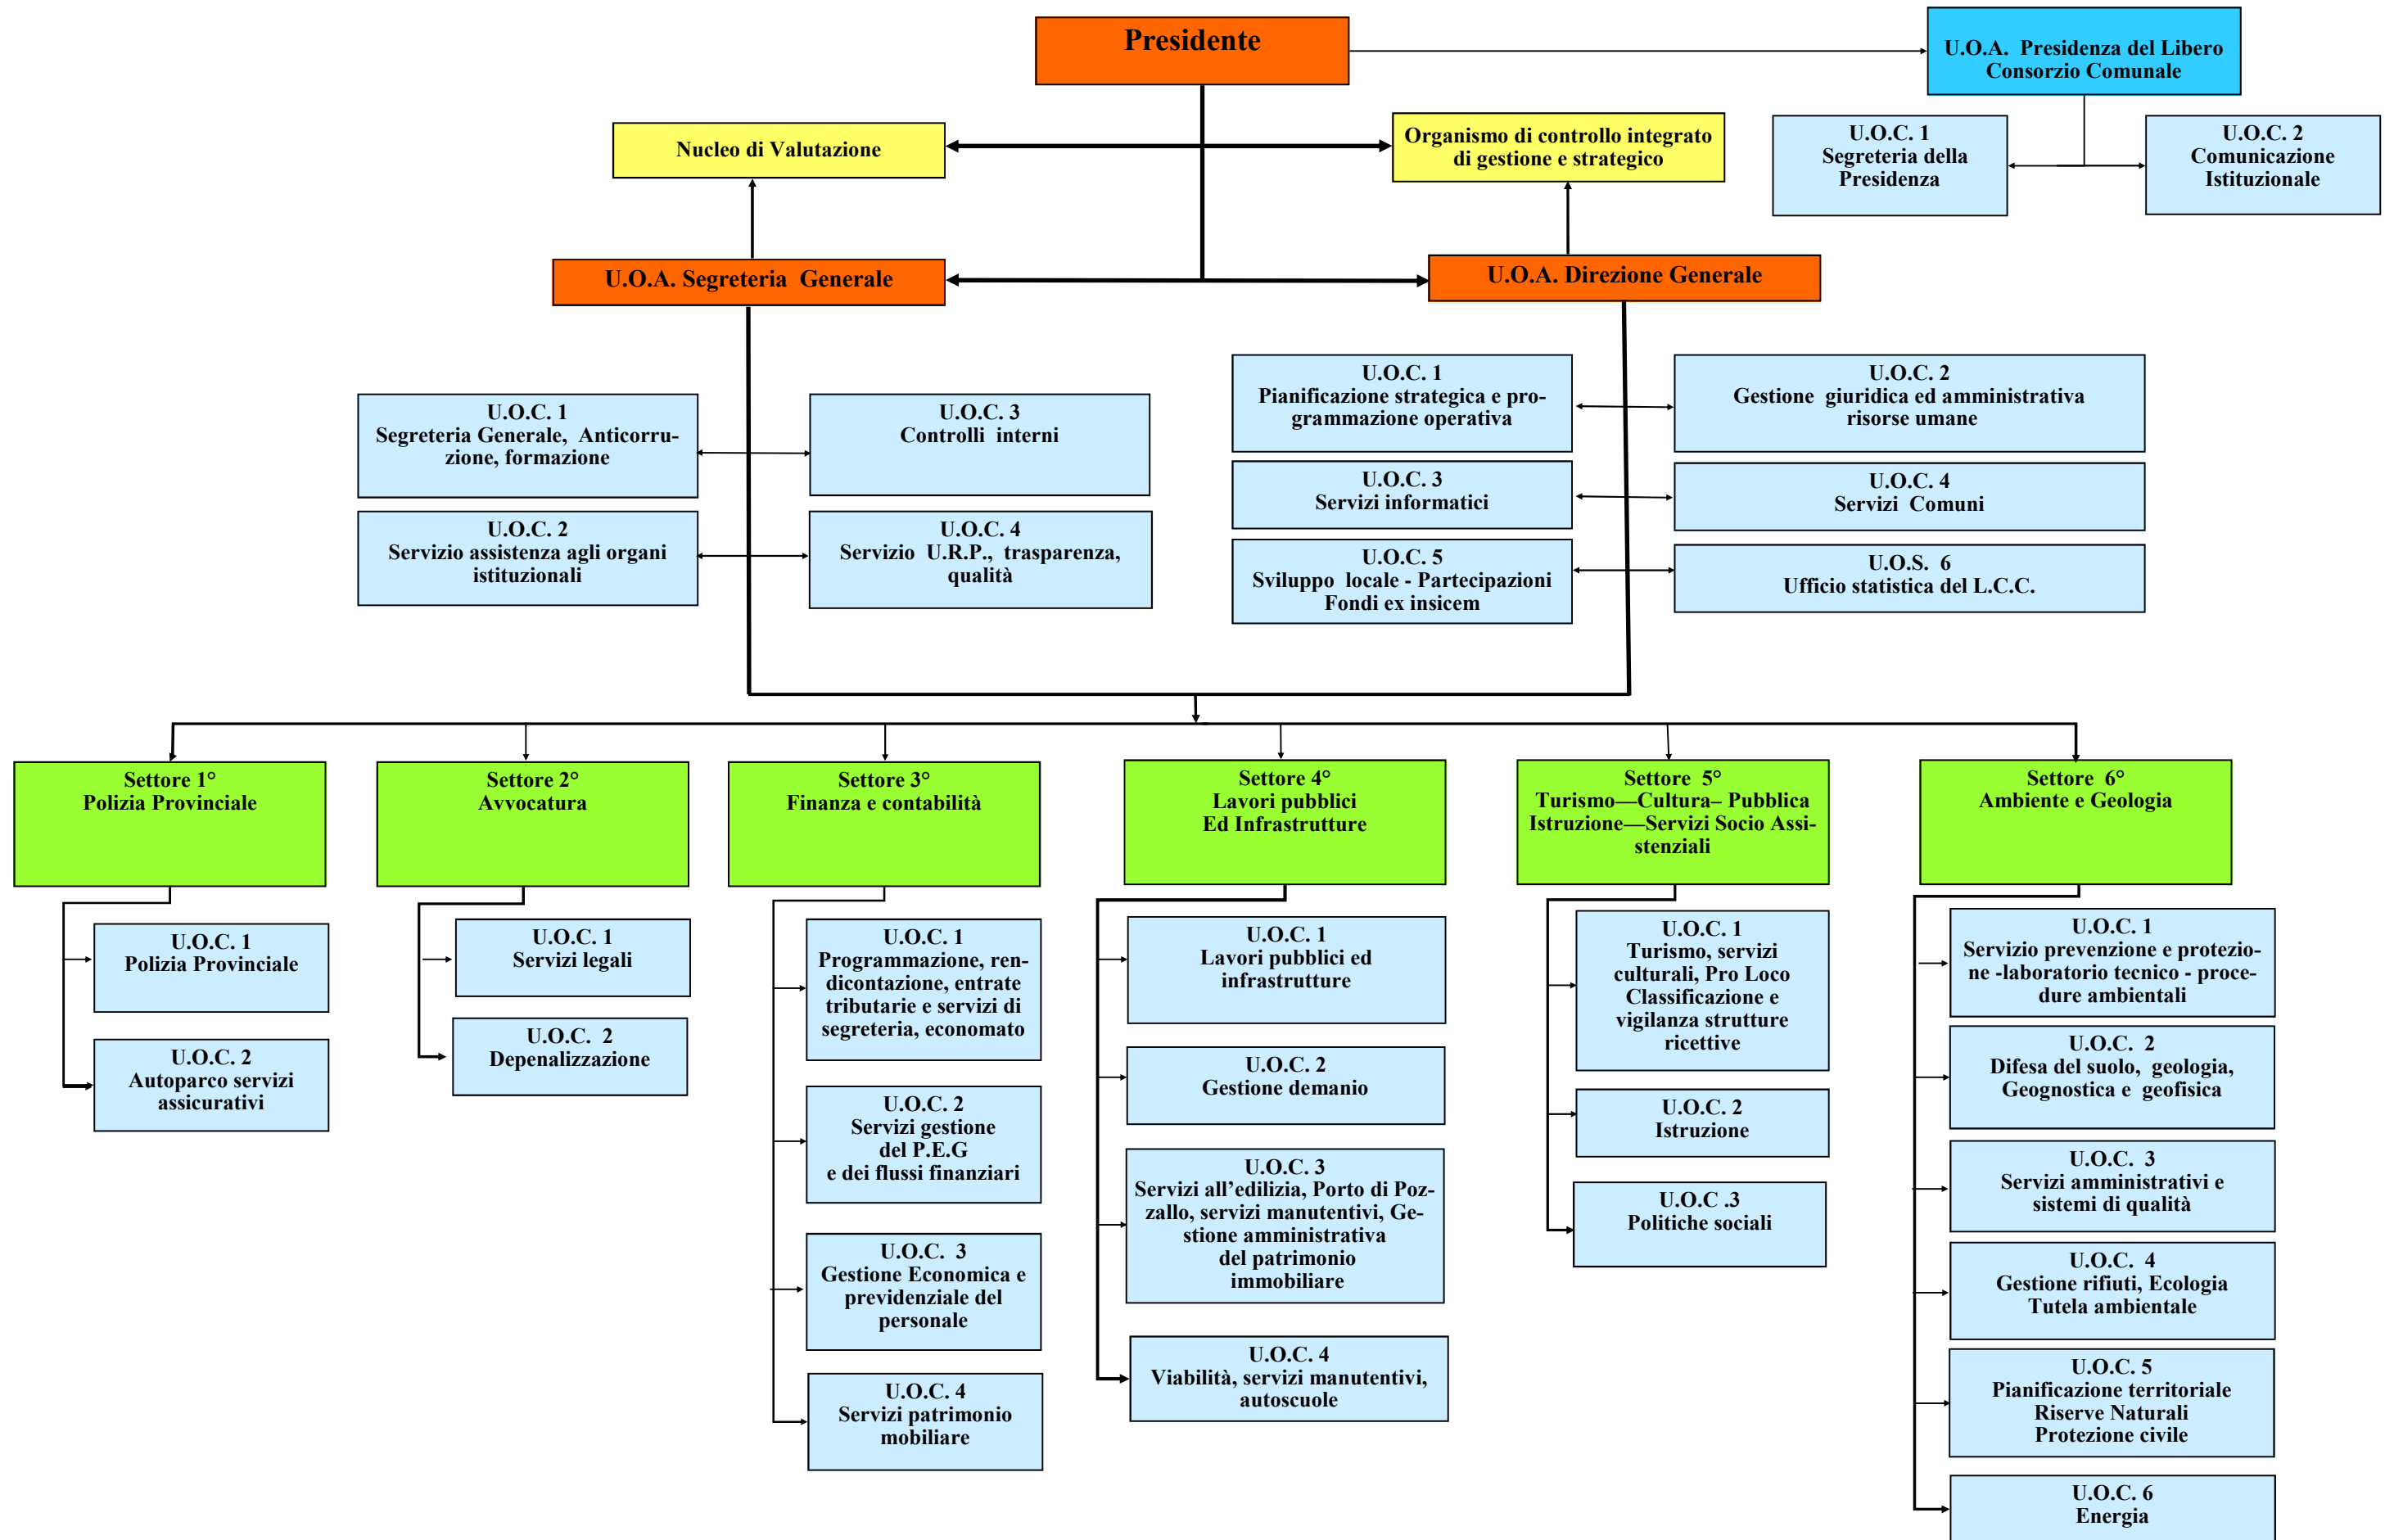 Presidente
U.O.A. Presidenza del Libero
Consorzio Comunale
Nucleo di Valutazione
Organismo di controllo integrato
di gestione e strategico
U.O.C. 1
Segreteria della
Presidenza
U.O.C. 2
Comunicazione
Istituzionale
U.O.A. Segreteria Generale
U.O.A. Direzione Generale
U.O.C. 1
Segreteria Generale, Anticorru-
zione, formazione
U.O.C. 3
Controlli interni
U.O.C. 2
Servizio assistenza agli organi
istituzionali
U.O.C. 4
Servizio U.R.P., trasparenza,
qualità
U.O.C. 1
Pianificazione strategica e pro-
grammazione operativa
U.O.C. 2
Gestione giuridica ed amministrativa
risorse umane
U.O.C. 3
Servizi informatici
U.O.C. 4
Servizi Comuni
U.O.C. 5
Sviluppo locale - Partecipazioni
Fondi ex insicem
U.O.S. 6
Ufficio statistica del L.C.C.
Settore 1°
Polizia Provinciale
U.O.C. 1
Polizia Provinciale
U.O.C. 2
Autoparco servizi
assicurativi
Settore 2°
Avvocatura
U.O.C. 1
Servizi legali
U.O.C. 2
Depenalizzazione
Settore 3°
Finanza e contabilità
U.O.C. 1
Programmazione, ren-
dicontazione, entrate
tributarie e servizi di
segreteria, economato
U.O.C. 2
Servizi gestione
del P.E.G
e dei flussi finanziari
U.O.C. 3
Gestione Economica e
previdenziale del
personale
U.O.C. 4
Servizi patrimonio
mobiliare
Settore 4°
Lavori pubblici
Ed Infrastrutture
U.O.C. 1
Lavori pubblici ed
infrastrutture
U.O.C. 2
Gestione demanio
U.O.C. 3
Servizi all’edilizia, Porto di Poz-
zallo, servizi manutentivi, Ge-
stione amministrativa
del patrimonio
immobiliare
U.O.C. 4
Viabilità, servizi manutentivi,
autoscuole
Settore 5°
Turismo—Cultura– Pubblica
Istruzione—Servizi Socio Assi-
stenziali
U.O.C. 1
Turismo, servizi
culturali, Pro Loco
Classificazione e
vigilanza strutture
ricettive
U.O.C. 2
Istruzione
U.O.C .3
Politiche sociali
Settore 6°
Ambiente e Geologia
U.O.C. 1
Servizio prevenzione e protezio-
ne -laboratorio tecnico - proce-
dure ambientali
U.O.C. 2
Difesa del suolo, geologia,
Geognostica e geofisica
U.O.C. 3
Servizi amministrativi e
sistemi di qualità
U.O.C. 4
Gestione rifiuti, Ecologia
Tutela ambientale
U.O.C. 5
Pianificazione territoriale
Riserve Naturali
Protezione civile
U.O.C. 6
Energia